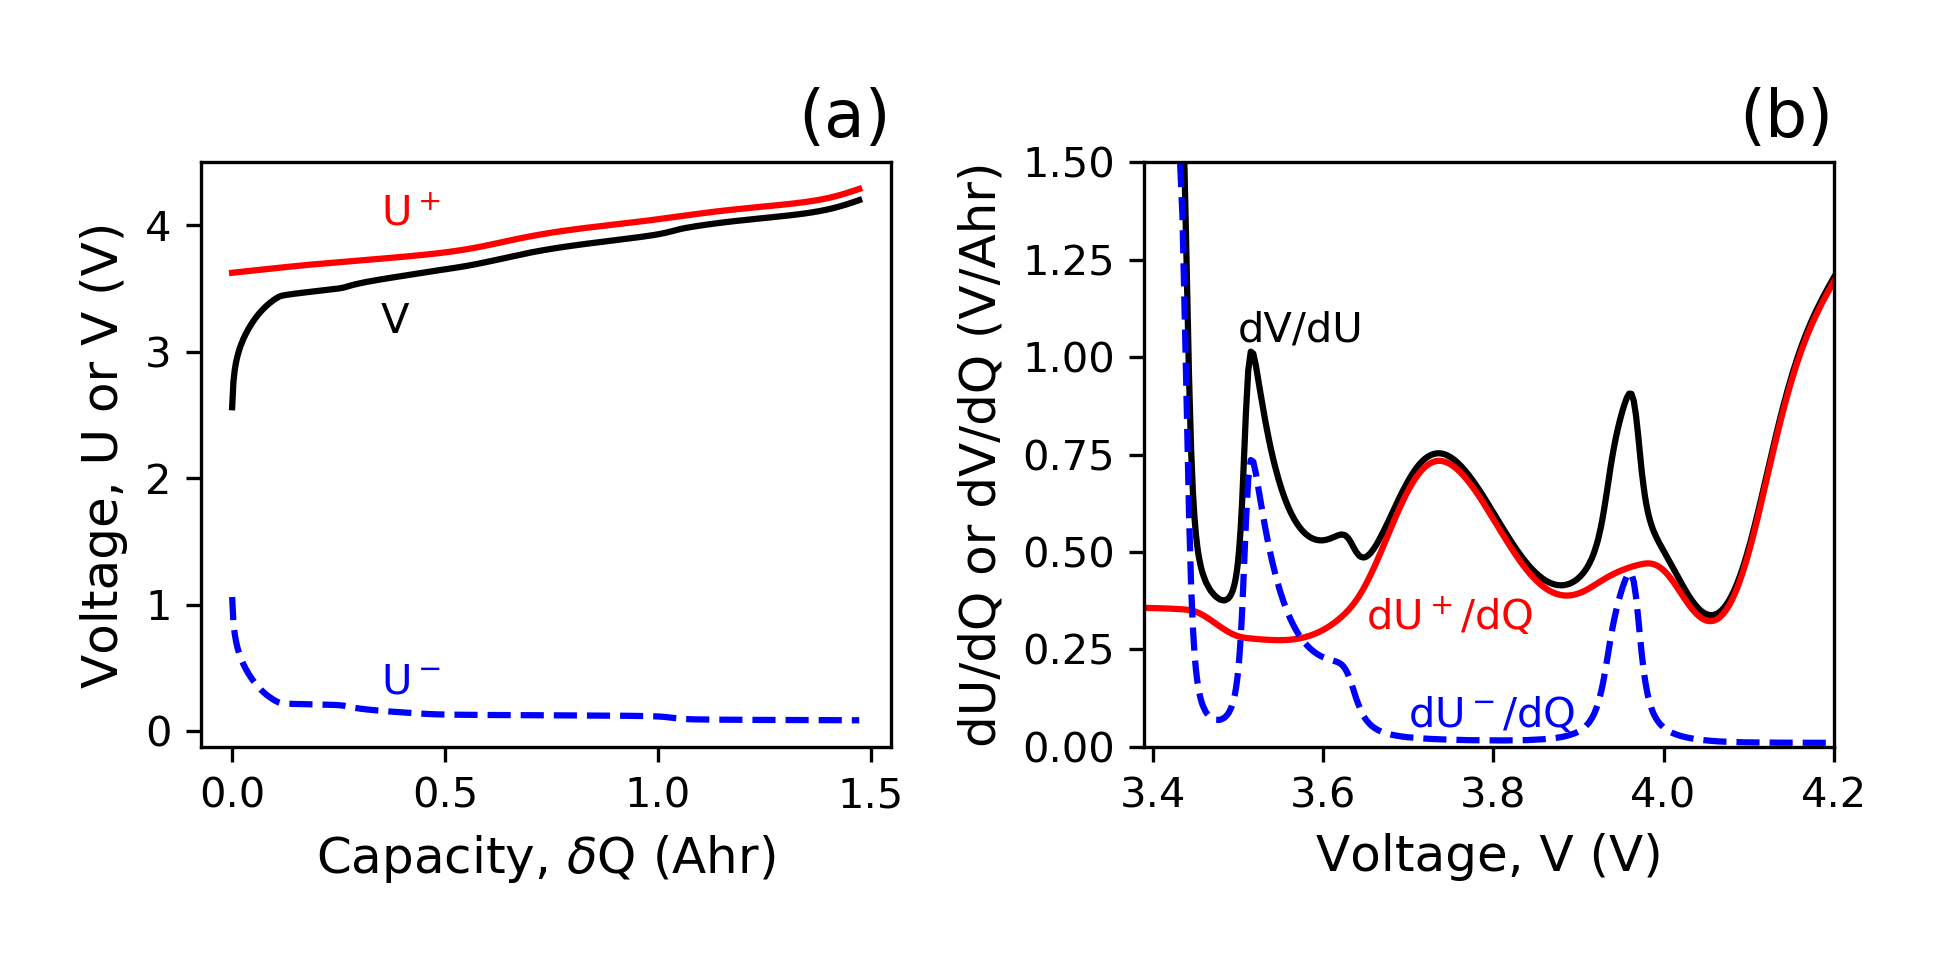 (a)
Voltage, U or V (V)
4
3
2
1
0
U⁺
V
U⁻
0.0 0.5 1.0 1.5
Capacity, δQ (Ahr)
(b)
dU/dQ or dV/dQ (V/Ahr)
1.50
1.25
1.00
0.75
0.50
0.25
0.00
dV/dU
dU⁺/dQ
dU⁻/dQ
3.4 3.6 3.8 4.0 4.2
Voltage, V (V)